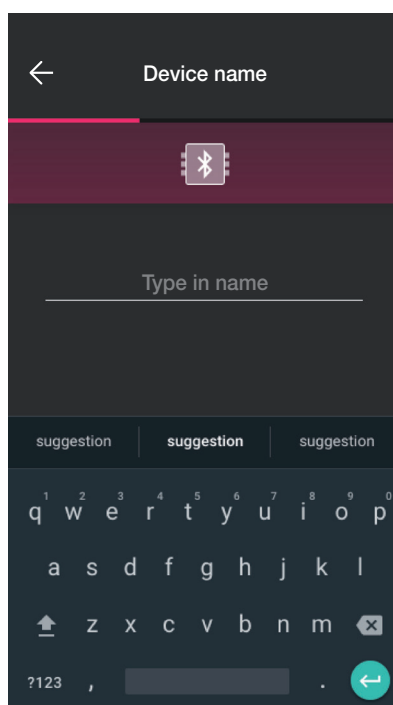 Device name
Type in name
suggestion suggestion suggestion
1 2 3 4 5 6 7 8 9 0
q w e r t y u i o p
a s d f g h j k l
z x c v b n m
?123 , .